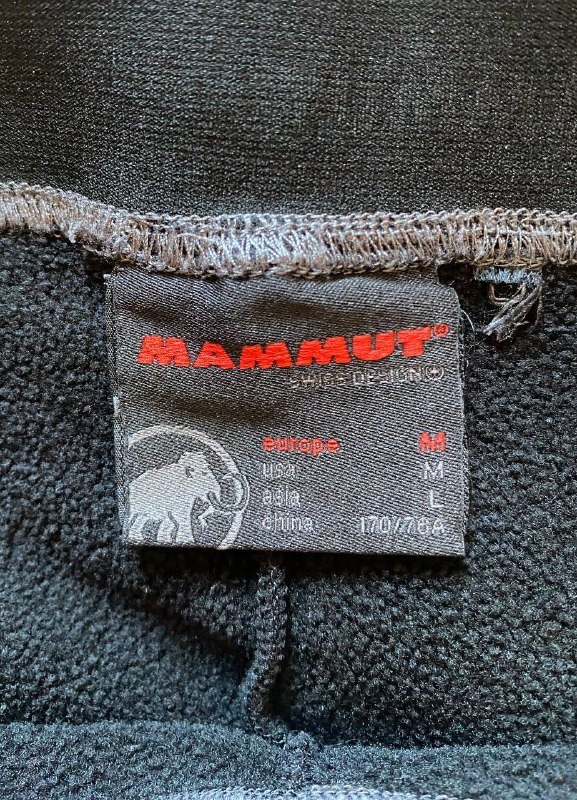 MAMMUT®
SWISS DESIGN
europe M
usa M
asia L
china 170/76A